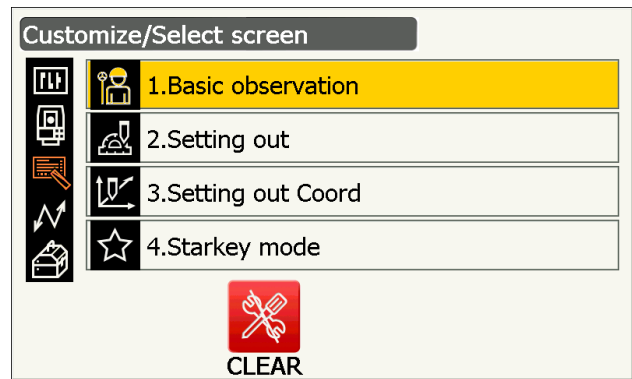 Customize/Select screen
1.Basic observation
2.Setting out
3.Setting out Coord
4.Starkey mode
CLEAR